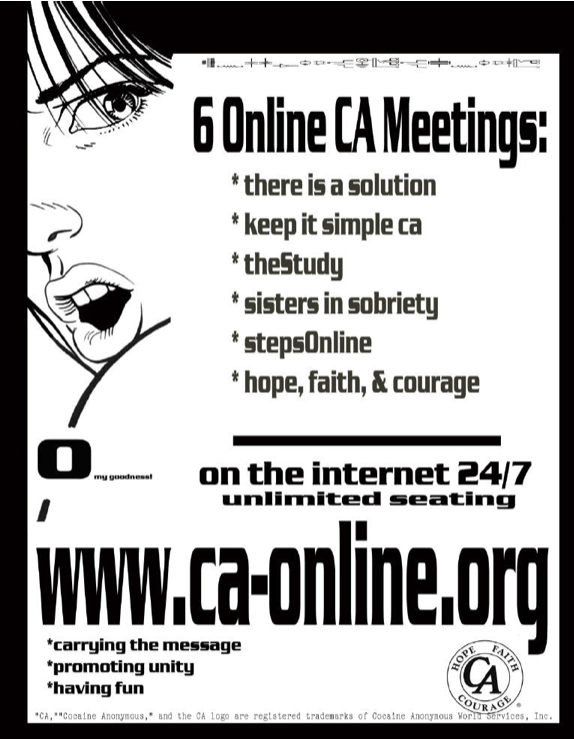 6 Online CA Meetings:
* there is a solution
* keep it simple ca
* theStudy
* sisters in sobriety
* stepsOnline
* hope, faith, & courage
O, my goodness!
on the internet 24/7
unlimited seating
www.ca-online.org
*carrying the message
*promoting unity
*having fun
HOPE FAITH
CA
COURAGE ®
"CA,""Cocaine Anonymous," and the CA logo are registered trademarks of Cocaine Anonymous World Services, Inc.